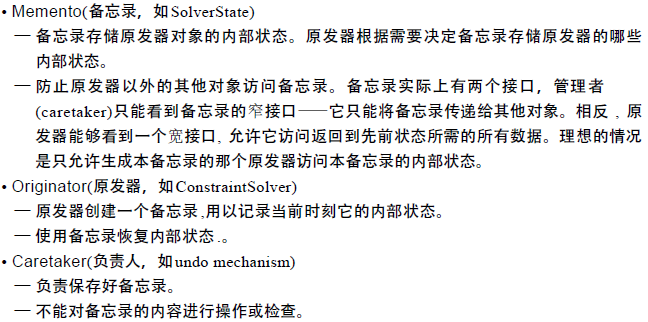 • Memento(备忘录，如SolverState)
— 备忘录存储原发器对象的内部状态。原发器根据需要决定备忘录存储原发器的哪些
内部状态。
— 防止原发器以外的其他对象访问备忘录。备忘录实际上有两个接口，管理者
(caretaker)只能看到备忘录的窄接口——它只能将备忘录传递给其他对象。相反 , 原
发器能够看到一个宽接口, 允许它访问返回到先前状态所需的所有数据。理想的情况
是只允许生成本备忘录的那个原发器访问本备忘录的内部状态。
• Originator(原发器，如ConstraintSolver)
— 原发器创建一个备忘录 ,用以记录当前时刻它的内部状态。
— 使用备忘录恢复内部状态 .。
• Caretaker(负责人，如undo mechanism)
— 负责保存好备忘录。
— 不能对备忘录的内容进行操作或检查。